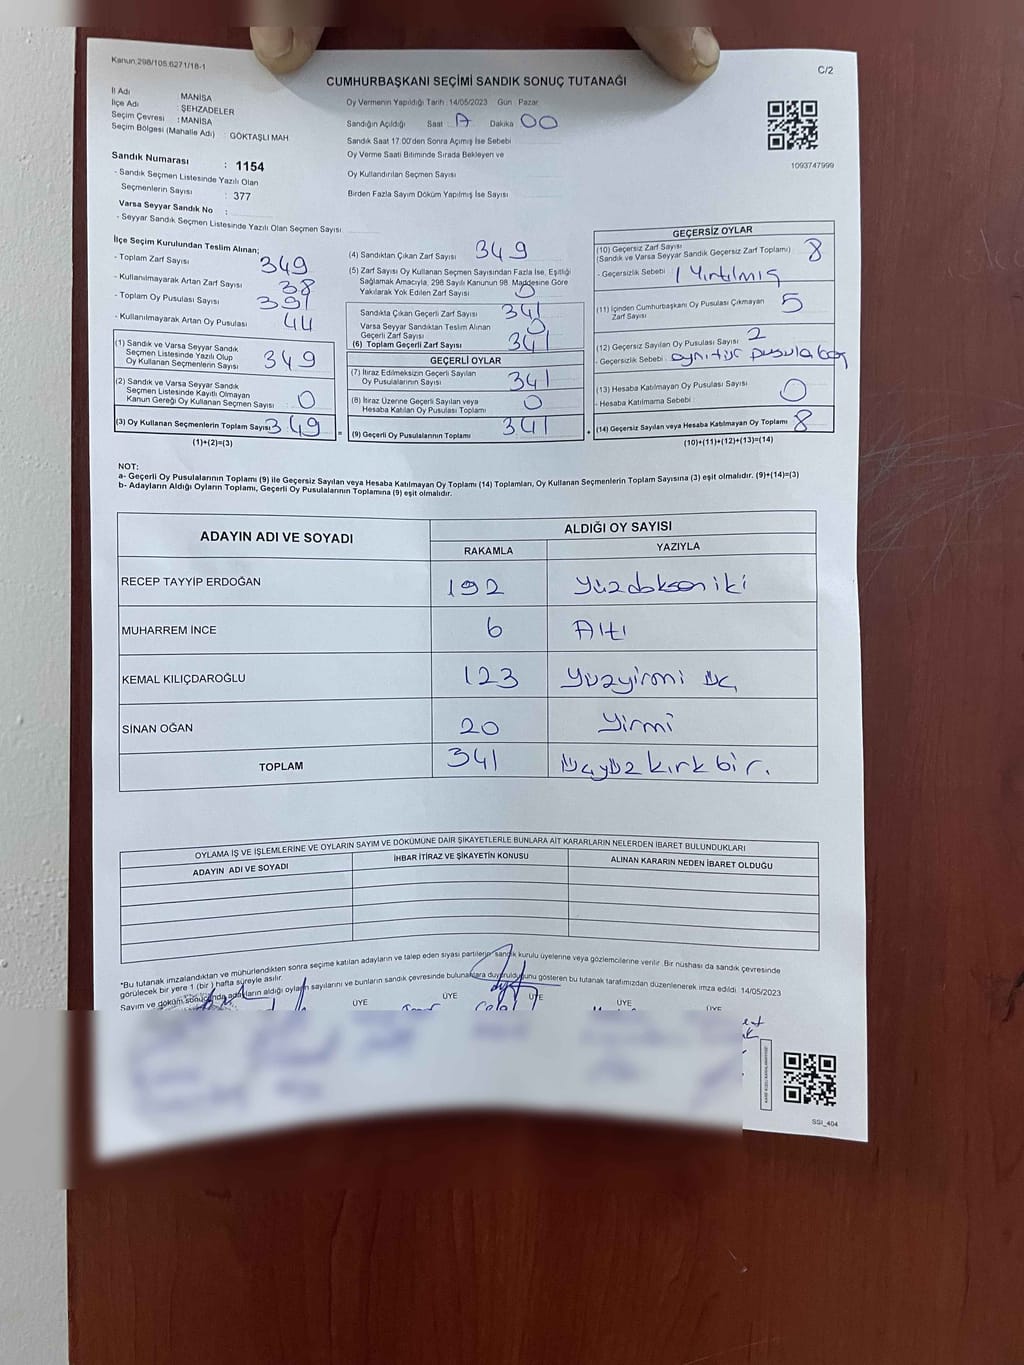 Kanun.298/105.6271/18-1
C/2
CUMHURBAŞKANI SEÇİMİ SANDIK SONUÇ TUTANAĞI
İl Adı : MANİSA
İlçe Adı : ŞEHZADELER
Seçim Çevresi : MANİSA
Seçim Bölgesi (Mahalle Adı) : GÖKTAŞLI MAH
Sandık Numarası : 1154
- Sandık Seçmen Listesinde Yazılı Olan
Seçmenlerin Sayısı : 377
Varsa Seyyar Sandık No :
- Seyyar Sandık Seçmen Listesinde Yazılı Olan Seçmen Sayısı
Oy Vermenin Yapıldığı Tarih : 14/05/2023 Gün : Pazar
Sandığın Açıldığı Saat Dakika 00
Sandık Saat 17:00'den Sonra Açımış İse Sebebi
Oy Verme Saati Bitiminde Sırada Bekleyen ve
Oy Kullandırılan Seçmen Sayısı
Birden Fazla Sayım Döküm Yapılmış İse Sayısı
1093747999
İlçe Seçim Kurulundan Teslim Alınan:
- Toplam Zarf Sayısı 349
- Kullanılmayarak Artan Zarf Sayısı 38
- Toplam Oy Pusulası Sayısı 391
- Kullanılmayarak Artan Oy Pusulası 44
(1) Sandık ve Varsa Seyyar Sandık
Seçmen Listesinde Yazılı Olup
Oy Kullanan Seçmenlerin Sayısı 349
(2) Sandık ve Varsa Seyyar Sandık
Seçmen Listesinde Kayıtlı Olmayan
Kanun Gereği Oy Kullanan Seçmen Sayısı 0
(3) Oy Kullanan Seçmenlerin Toplam Sayısı 349
(1)+(2)=(3)
(4) Sandıktan Çıkan Zarf Sayısı 349
(5) Zarf Sayısı Oy Kullanan Seçmen Sayısından Fazla İse, Eşitliği
Sağlamak Amacıyla, 298 Sayılı Kanunun 98. Maddesine Göre
Yakılarak Yok Edilen Zarf Sayısı 0
Sandıkta Çıkan Geçerli Zarf Sayısı 341
Varsa Seyyar Sandıktan Teslim Alınan
Geçerli Zarf Sayısı 0
(6) Toplam Geçerli Zarf Sayısı 341
GEÇERLİ OYLAR
(7) İtiraz Edilmeksizin Geçerli Sayılan
Oy Pusulalarının Sayısı 341
(8) İtiraz Üzerine Geçerli Sayılan veya
Hesaba Katılan Oy Pusulası Toplamı 0
= (9) Geçerli Oy Pusulalarının Toplamı 341
GEÇERSİZ OYLAR
(10) Geçersiz Zarf Sayısı
(Sandık ve Varsa Seyyar Sandık Geçersiz Zarf Toplamı) 8
- Geçersizlik Sebebi 1 Yırtılmış
(11) İçinden Cumhurbaşkanı Oy Pusulası Çıkmayan
Zarf Sayısı 5
(12) Geçersiz Sayılan Oy Pusulası Sayısı 2
- Geçersizlik Sebebi
(13) Hesaba Katılmayan Oy Pusulası Sayısı 0
- Hesaba Katılmama Sebebi
+ (14) Geçersiz Sayılan veya Hesaba Katılmayan Oy Toplamı 8
(10)+(11)+(12)+(13)=(14)
NOT:
a- Geçerli Oy Pusulalarının Toplamı (9) ile Geçersiz Sayılan veya Hesaba Katılmayan Oy Toplamı (14) Toplamları, Oy Kullanan Seçmenlerin Toplam Sayısına (3) eşit olmalıdır. (9)+(14)=(3)
b- Adayların Aldığı Oyların Toplamı, Geçerli Oy Pusulalarının Toplamına (9) eşit olmalıdır.
ADAYIN ADI VE SOYADI ALDIĞI OY SAYISI
RAKAMLA YAZIYLA
RECEP TAYYİP ERDOĞAN 192 Yüzdokseniki
MUHARREM İNCE 6 Altı
KEMAL KILIÇDAROĞLU 123 Yüzyirmi üç
SİNAN OĞAN 20 Yirmi
TOPLAM 341 Üçyüz kırk bir.
OYLAMA İŞ VE İŞLEMLERİNE VE OYLARIN SAYIM VE DÖKÜMÜNE DAİR ŞİKAYETLERLE BUNLARA AİT KARARLARIN NELERDEN İBARET BULUNDUKLARI
ADAYIN ADI VE SOYADI İHBAR İTİRAZ VE ŞİKAYETİN KONUSU ALINAN KARARIN NEDEN İBARET OLDUĞU
"Bu tutanak imzalandıktan ve mühürlendikten sonra seçime katılan adayların ve talep eden siyasi partilerin sandık kurulu üyelerine veya gözlemcilerine verilir. Bir nüshası da sandık çevresinde
görülecek bir yere 1 (bir) hafta süreyle asılır.
Sayım ve döküm sonucunda adayların aldığı oyların sayılarını ve bunların sandık çevresinde bulunanlara duyurulduğunu gösteren bu tutanak tarafımızdan düzenlenerek imza edildi. 14/05/2023
ÜYE ÜYE ÜYE ÜYE ÜYE
SSI_404